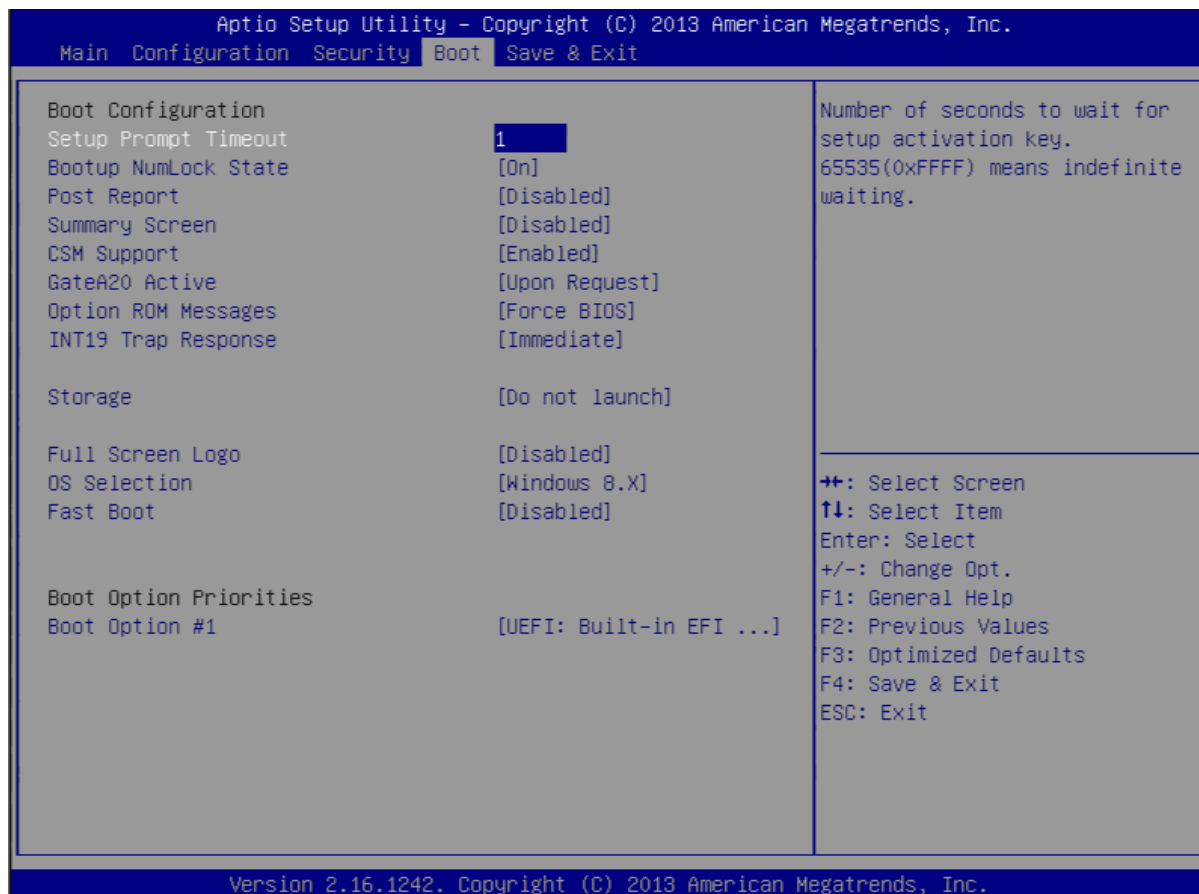 Aptio Setup Utility – Copyright (C) 2013 American Megatrends, Inc.
Main Configuration Security Boot Save & Exit
Boot Configuration
Setup Prompt Timeout 1
Bootup NumLock State [On]
Post Report [Disabled]
Summary Screen [Disabled]
CSM Support [Enabled]
GateA20 Active [Upon Request]
Option ROM Messages [Force BIOS]
INT19 Trap Response [Immediate]
Storage [Do not launch]
Full Screen Logo [Disabled]
OS Selection [Windows 8.X]
Fast Boot [Disabled]
Boot Option Priorities
Boot Option #1 [UEFI: Built-in EFI ...]
Number of seconds to wait for
setup activation key.
65535(0xFFFF) means indefinite
waiting.
→←: Select Screen
↑↓: Select Item
Enter: Select
+/-: Change Opt.
F1: General Help
F2: Previous Values
F3: Optimized Defaults
F4: Save & Exit
ESC: Exit
Version 2.16.1242. Copyright (C) 2013 American Megatrends, Inc.